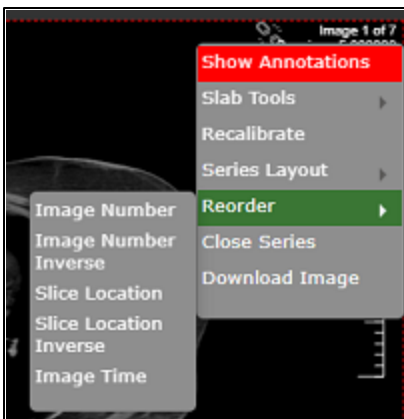 Image 1 of 7
Show Annotations
Slab Tools
Recalibrate
Series Layout
Reorder
Close Series
Download Image
Image Number
Image Number
Inverse
Slice Location
Slice Location
Inverse
Image Time